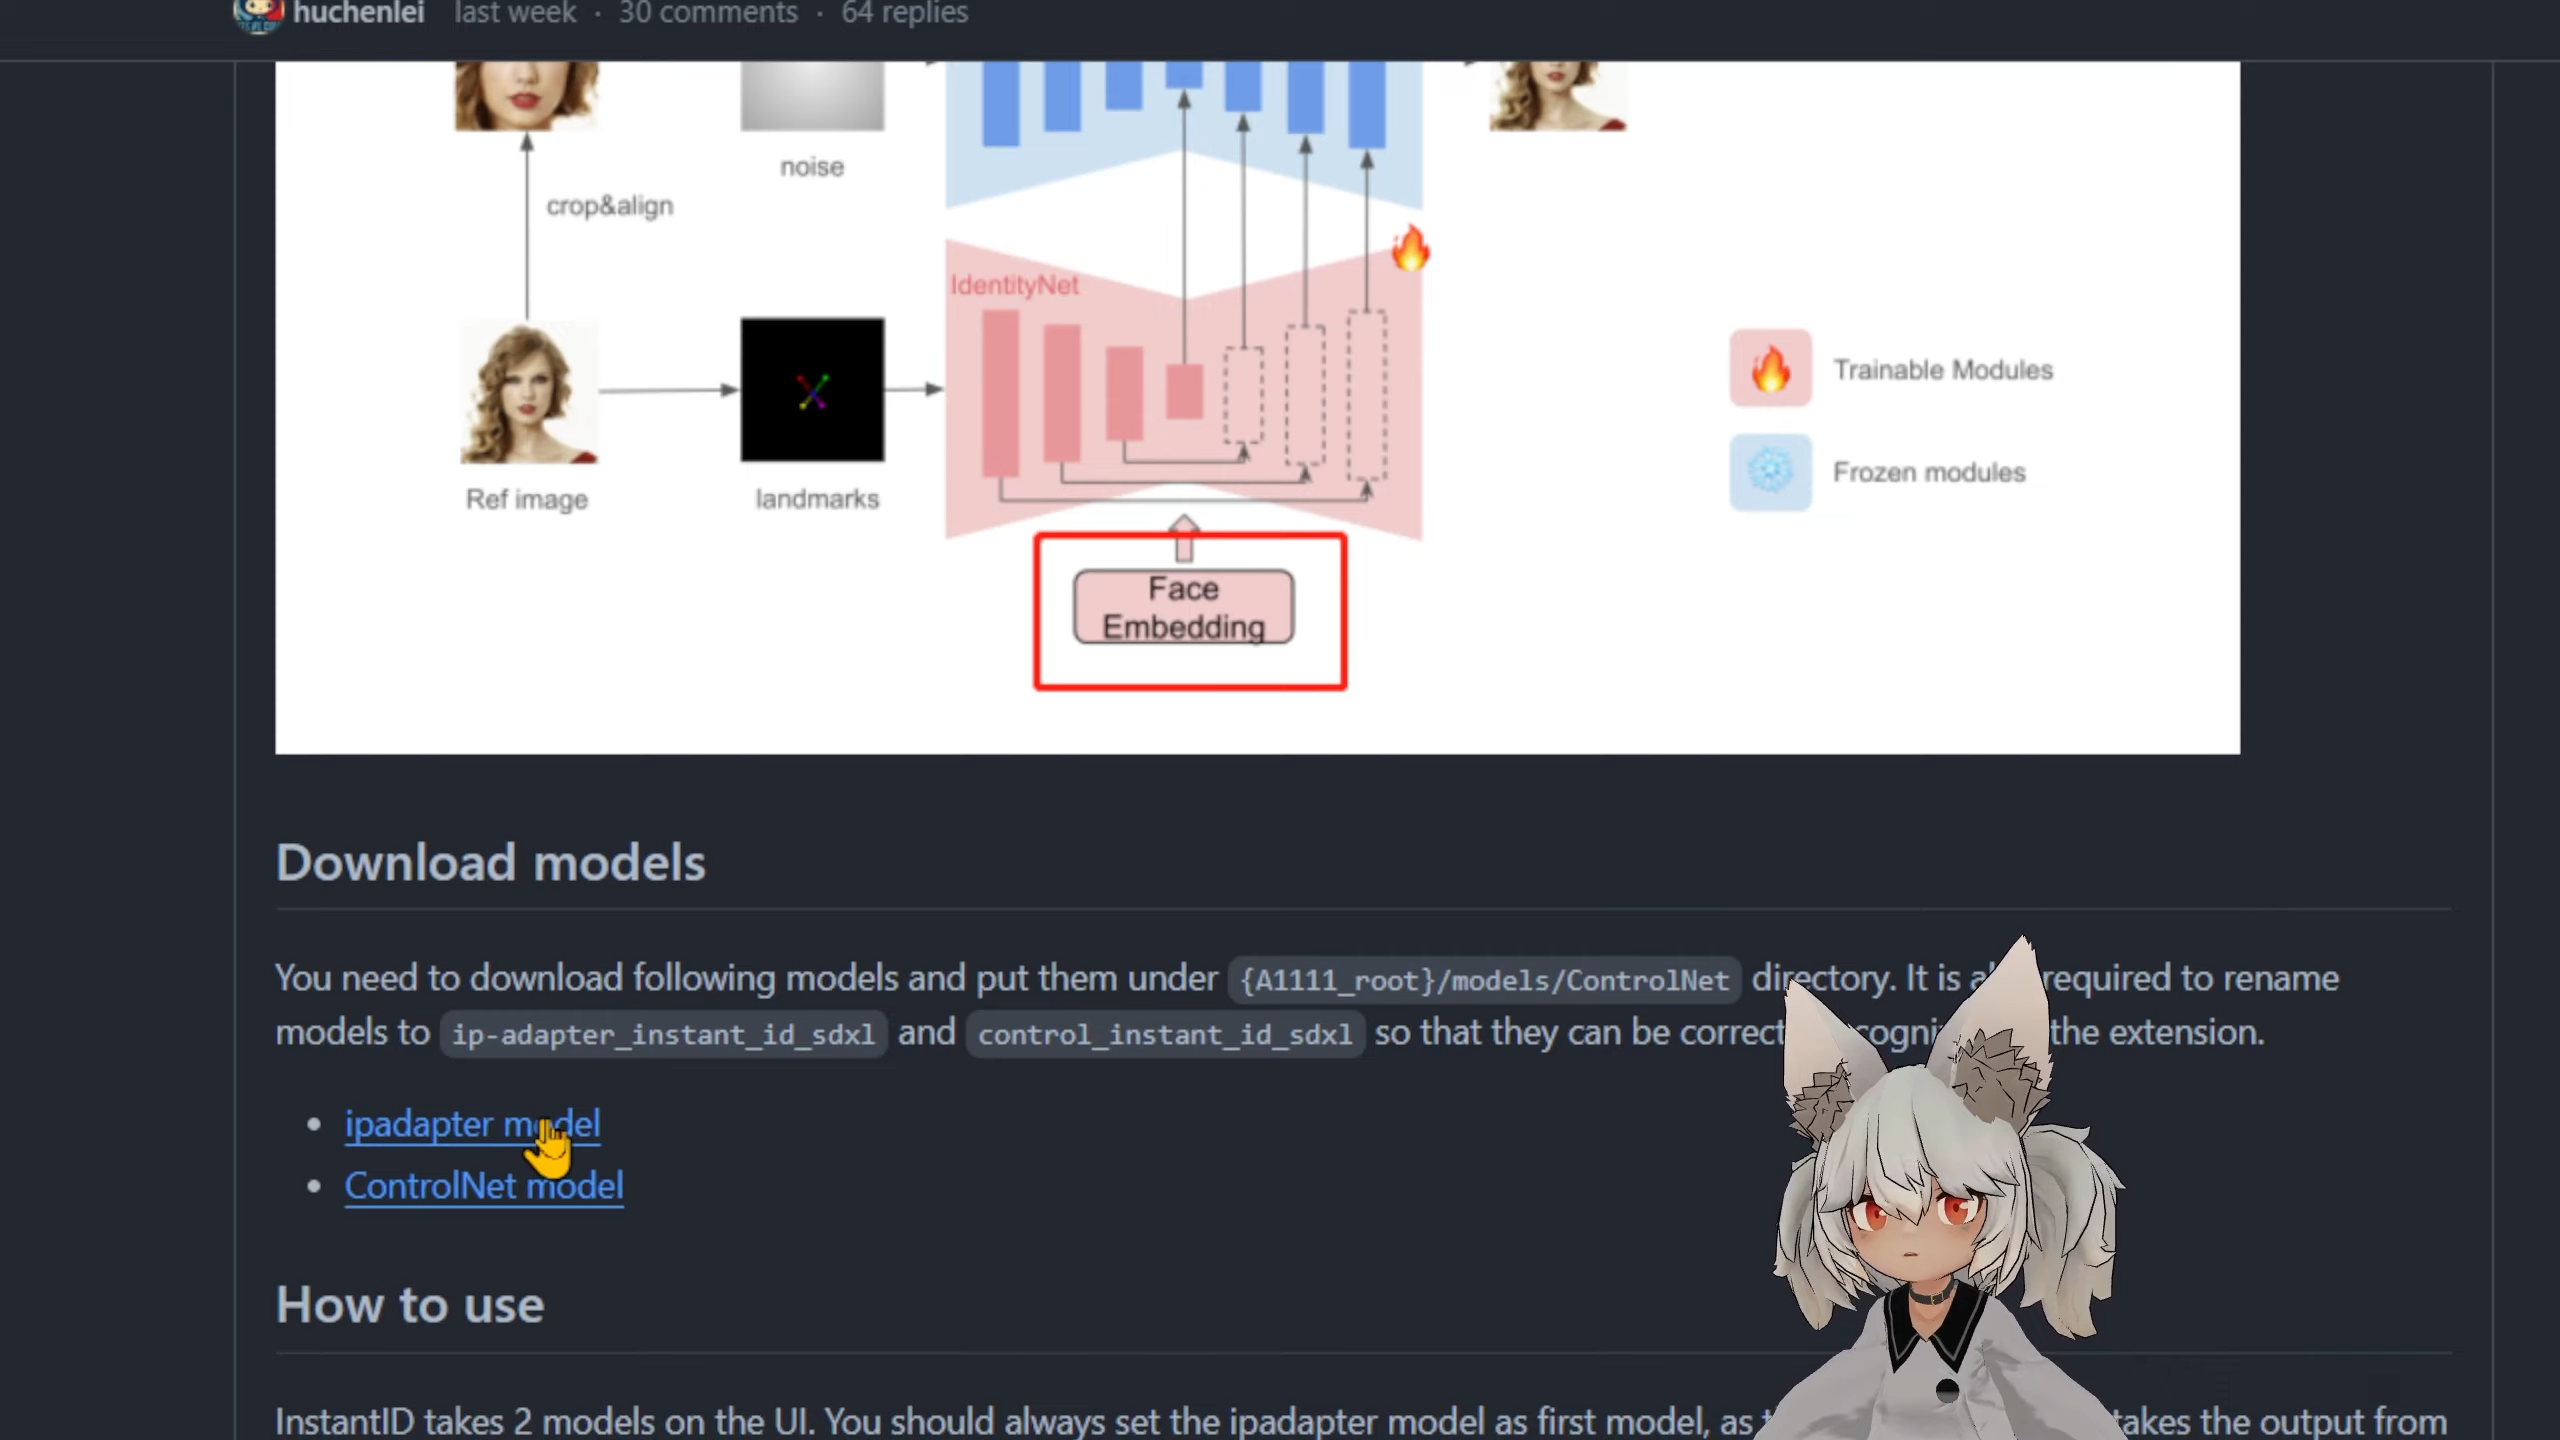 huchenlei last week · 30 comments · 64 replies
noise
crop&align
IdentityNet
Trainable Modules
Frozen modules
Ref image
landmarks
Face
Embedding
Download models
You need to download following models and put them under {A1111_root}/models/ControlNet directory. It is required to rename
models to ip-adapter_instant_id_sdxl and control_instant_id_sdxl so that they can be the extension.
• ipadapter model
• ControlNet model
How to use
InstantID takes 2 models on the UI. You should always set the ipadapter model as first model, as takes the output from